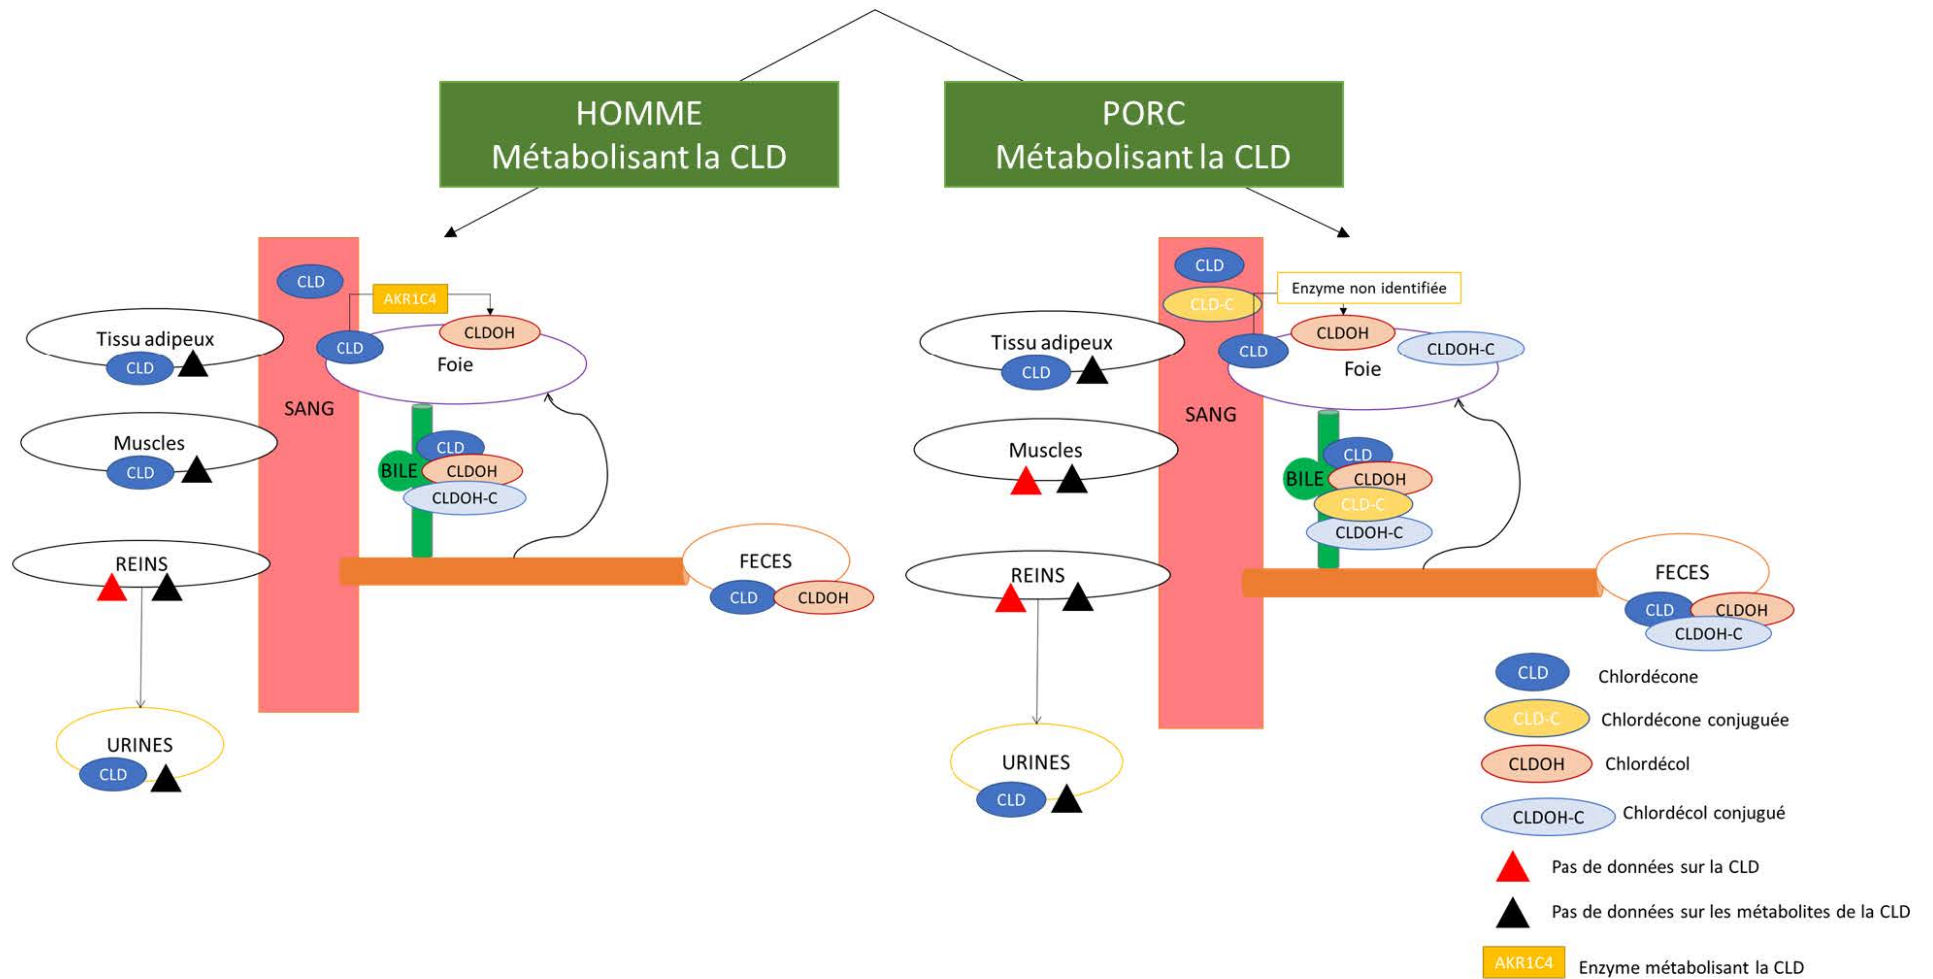 HOMME
Métabolisant la CLD
PORC
Métabolisant la CLD
CLD
AKR1C4
CLDOH
CLD
Foie
Tissu adipeux
CLD
SANG
Muscles
CLD
CLD
BILE
CLDOH
CLDOH-C
REINS
FECES
CLD
CLDOH
URINES
CLD
CLD
CLD-C
Enzyme non identifiée
CLDOH
CLDOH-C
CLD
Foie
Tissu adipeux
CLD
SANG
Muscles
CLD
BILE
CLDOH
CLD-C
CLDOH-C
REINS
FECES
CLD
CLDOH
CLDOH-C
URINES
CLD
CLD Chlordécone
CLD-C Chlordécone conjuguée
CLDOH Chlordécol
CLDOH-C Chlordécol conjugué
Pas de données sur la CLD
Pas de données sur les métabolites de la CLD
AKR1C4 Enzyme métabolisant la CLD